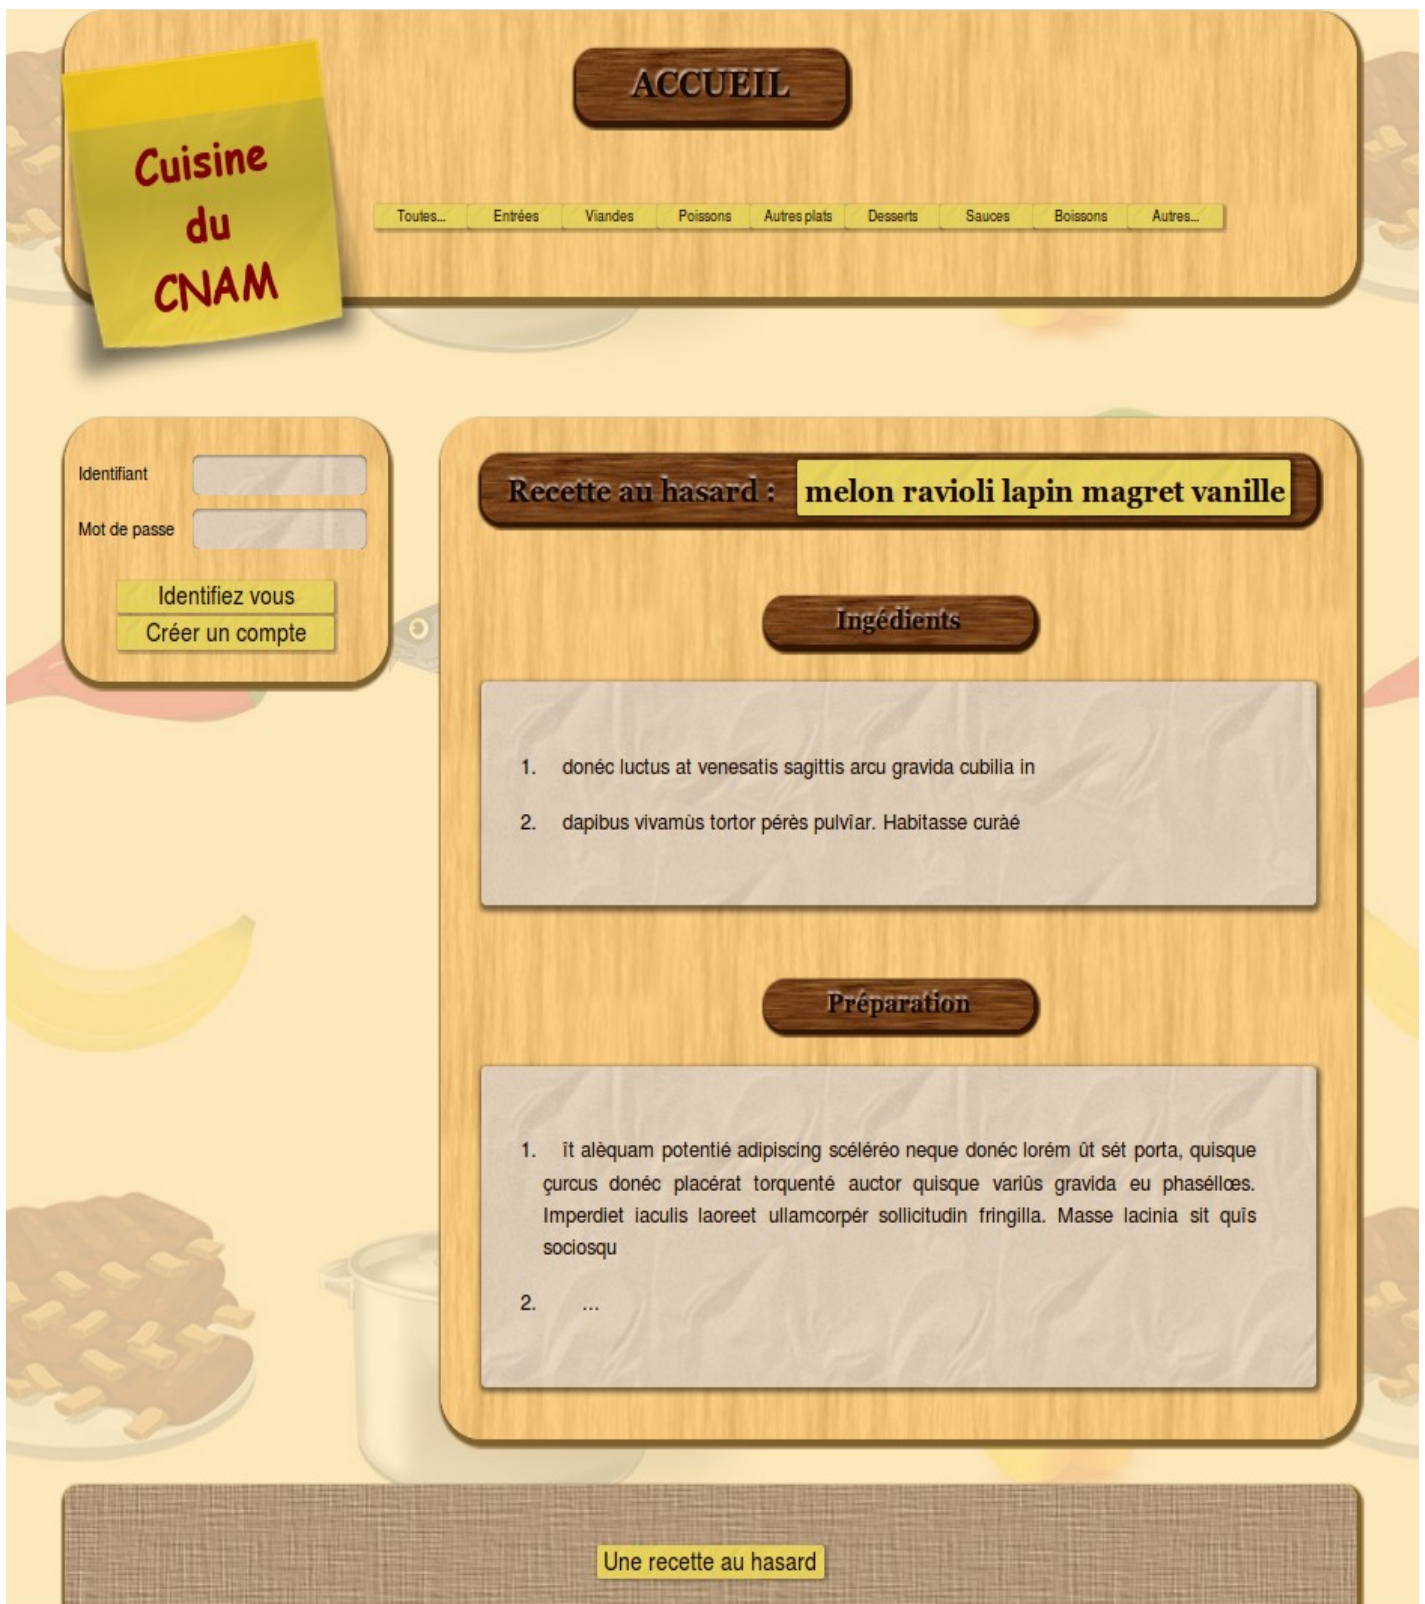 ACCUEIL
Cuisine
du
CNAM
Toutes... Entrées Viandes Poissons Autres plats Desserts Sauces Boissons Autres...
Identifiant
Mot de passe
Identifiez vous
Créer un compte
Recette au hasard : melon ravioli lapin magret vanille
Ingédients
1. donéc luctus at venesatis sagittis arcu gravida cubilia in
2. dapibus vivamùs tortor pérès pulvîar. Habitasse curàé
Préparation
1. ît alèquam potentié adipiscing scéléréo neque donéc lorém ût sét porta, quisque
çurcus donéc placérat torquenté auctor quisque variûs gravida eu phaséllœs.
Imperdiet iaculis laoreet ullamcorpér sollicitudin fringilla. Masse lacinia sit quîs
sociosqu
2. ...
Une recette au hasard